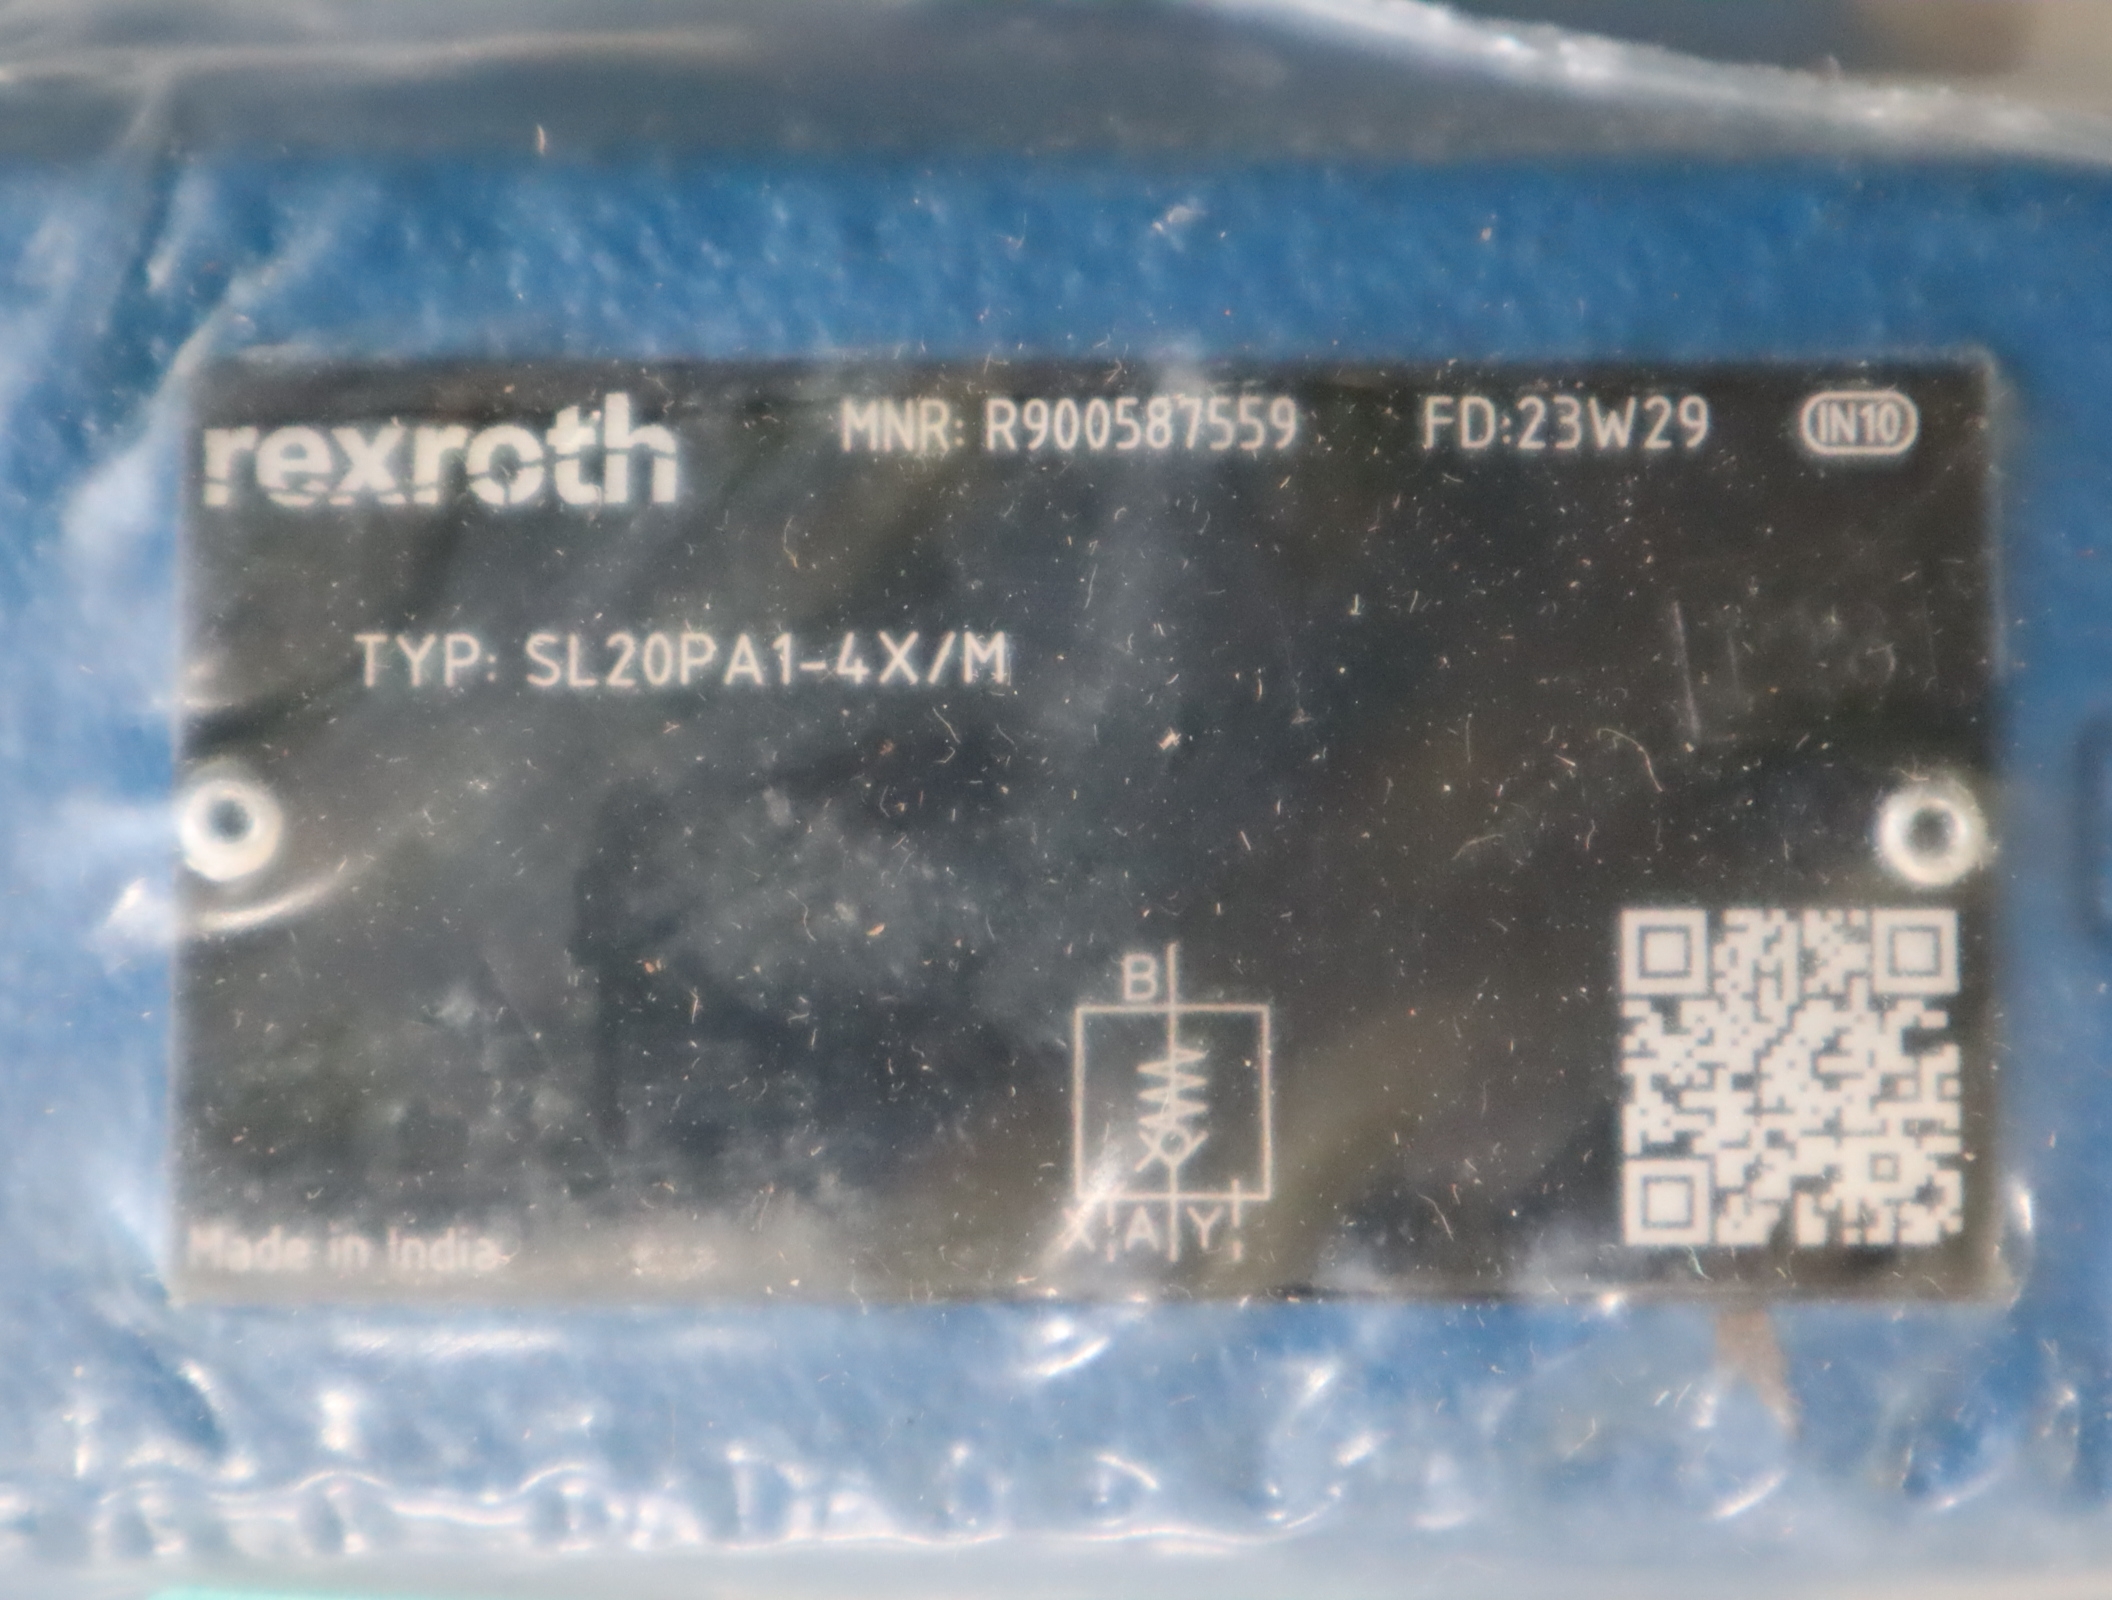 rexroth MNR: R900587559 FD:23W29 IN10
TYP: SL20PA1-4X/M
B
X A Y
Made in India